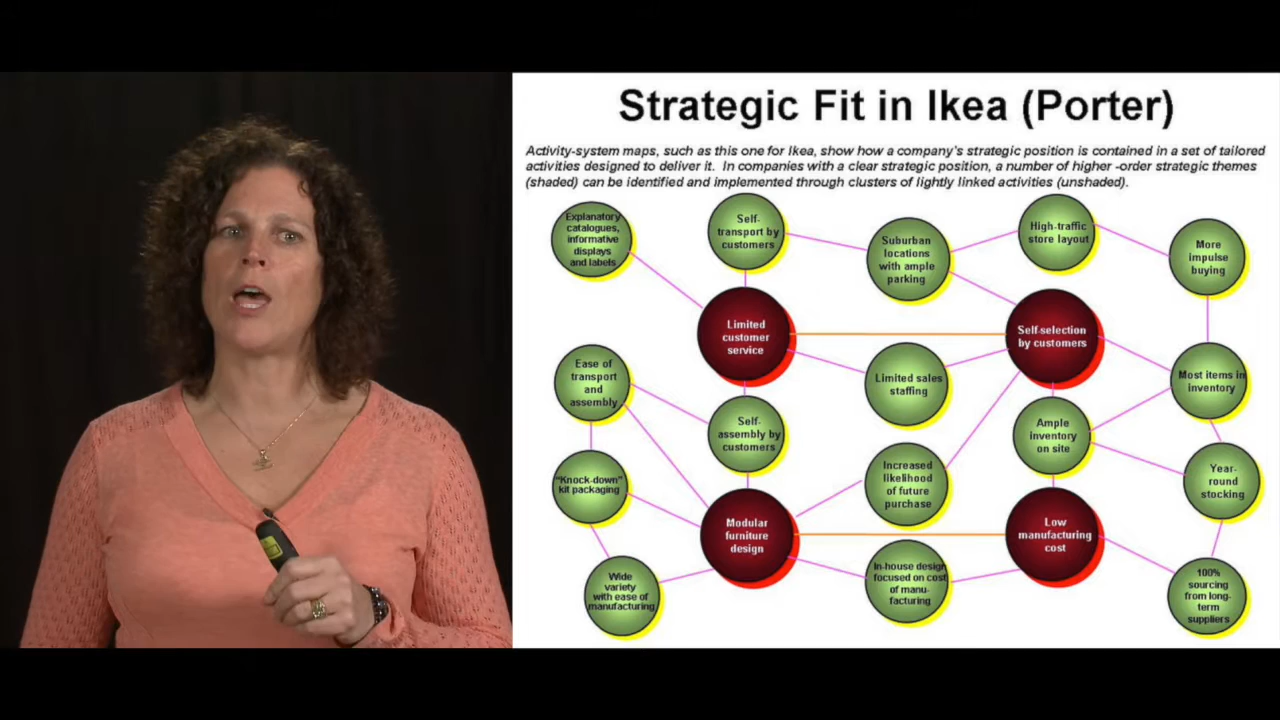 Strategic Fit in Ikea (Porter)
Activity-system maps, such as this one for Ikea, show how a company's strategic position is contained in a set of tailored
activities designed to deliver it. In companies with a clear strategic position, a number of higher -order strategic themes
(shaded) can be identified and implemented through clusters of lightly linked activities (unshaded).
Explanatory
catalogues,
informative
displays
and labels
Self-
transport by
customers
Suburban
locations
with ample
parking
High-traffic
store layout
More
impulse
buying
Limited
customer
service
Self-selection
by customers
Ease of
transport
and
assembly
Limited sales
staffing
Most items in
inventory
Self-
assembly by
customers
Ample
inventory
on site
"Knock-down"
kit packaging
Increased
likelihood
of future
purchase
Year-
round
stocking
Modular
furniture
design
Low
manufacturing
cost
Wide
variety
with ease of
manufacturing
In-house design
focused on cost
of manu-
facturing
100%
sourcing
from long-
term
suppliers